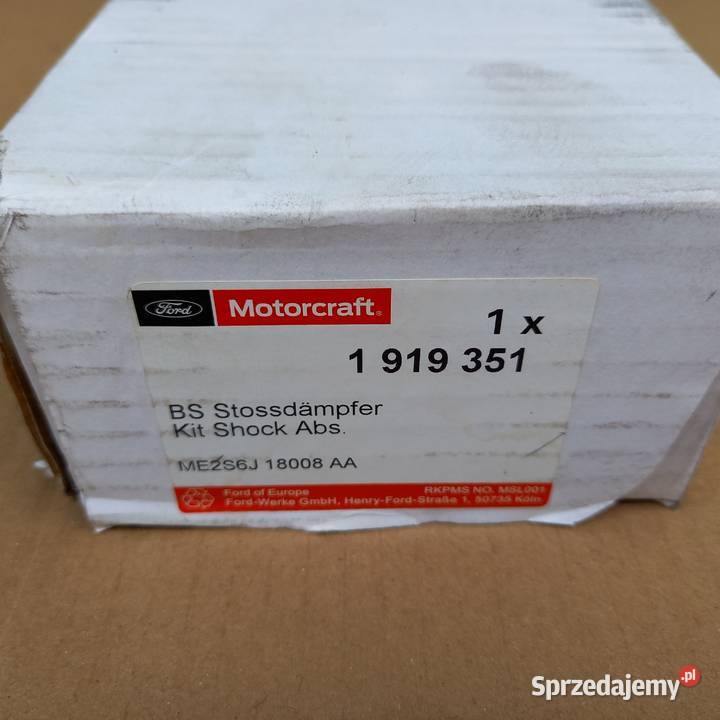 Ford Motorcraft®
1 x
1 919 351
BS Stossdämpfer
Kit Shock Abs.
ME2S6J 18008 AA
Ford of Europe RKPMS NO. MSL001
Ford-Werke GmbH, Henry-Ford-Straße 1, 50735 Köln.
Sprzedajemy.pl